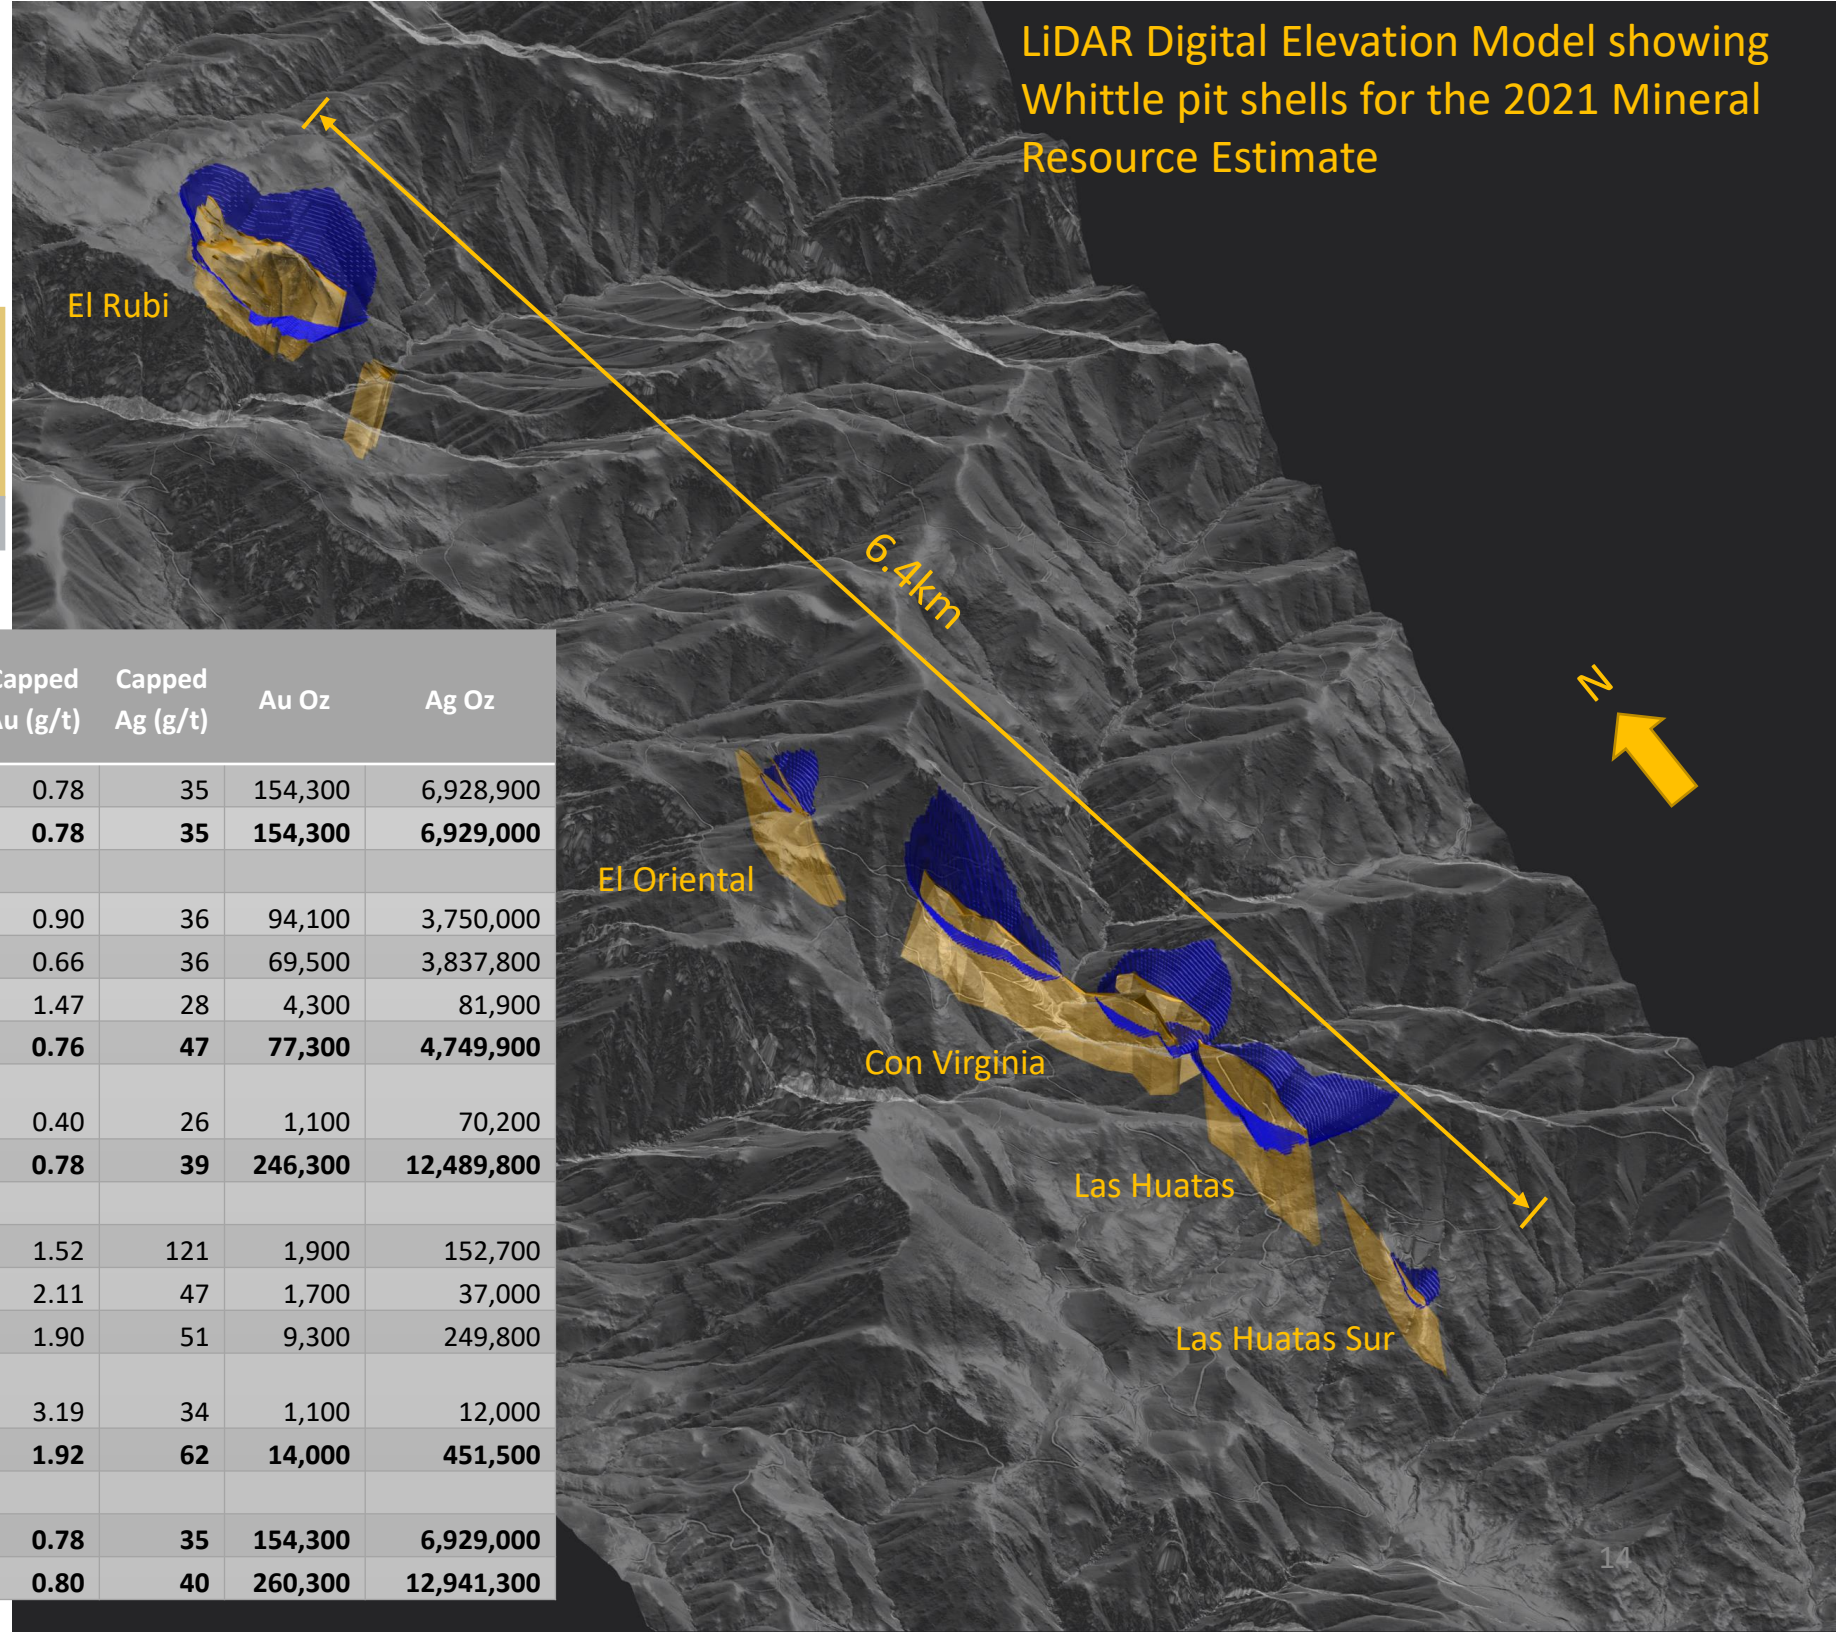 LiDAR Digital Elevation Model showing
Whittle pit shells for the 2021 Mineral
Resource Estimate
El Rubi
6.4km
N
Capped Au (g/t) Capped Ag (g/t) Au Oz Ag Oz
0.78 35 154,300 6,928,900
0.78 35 154,300 6,929,000
0.90 36 94,100 3,750,000
0.66 36 69,500 3,837,800
1.47 28 4,300 81,900
0.76 47 77,300 4,749,900
0.40 26 1,100 70,200
0.78 39 246,300 12,489,800
1.52 121 1,900 152,700
2.11 47 1,700 37,000
1.90 51 9,300 249,800
3.19 34 1,100 12,000
1.92 62 14,000 451,500
0.78 35 154,300 6,929,000
0.80 40 260,300 12,941,300
El Oriental
Con Virginia
Las Huatas
Las Huatas Sur
14